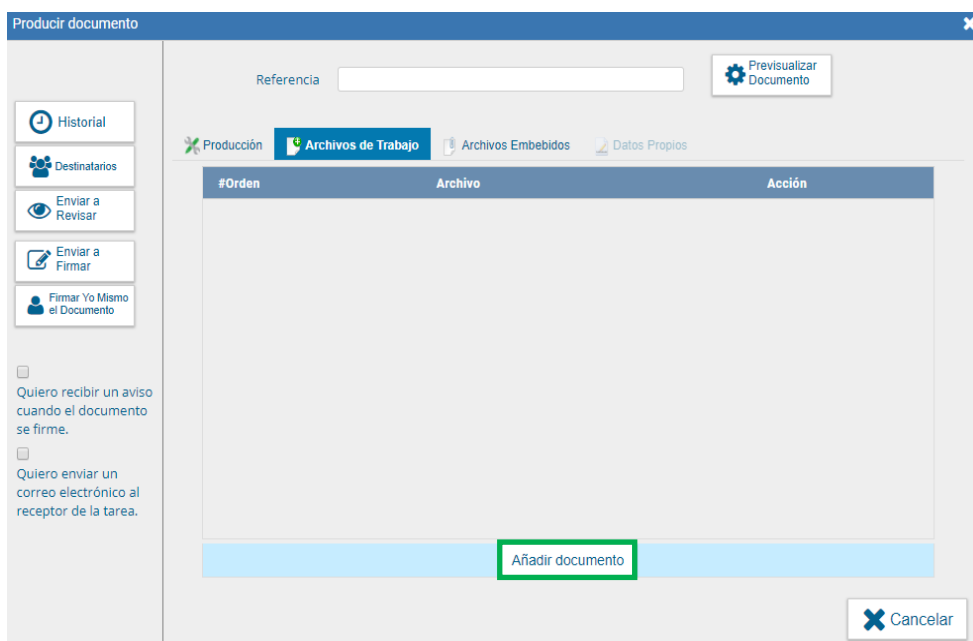 Producir documento
Referencia
Previsualizar
Documento
Historial
Destinatarios
Enviar a
Revisar
Enviar a
Firmar
Firmar Yo Mismo
el Documento
Quiero recibir un aviso
cuando el documento
se firme.
Quiero enviar un
correo electrónico al
receptor de la tarea.
Producción
Archivos de Trabajo
Archivos Embebidos
Datos Propios
#Orden
Archivo
Acción
Añadir documento
Cancelar